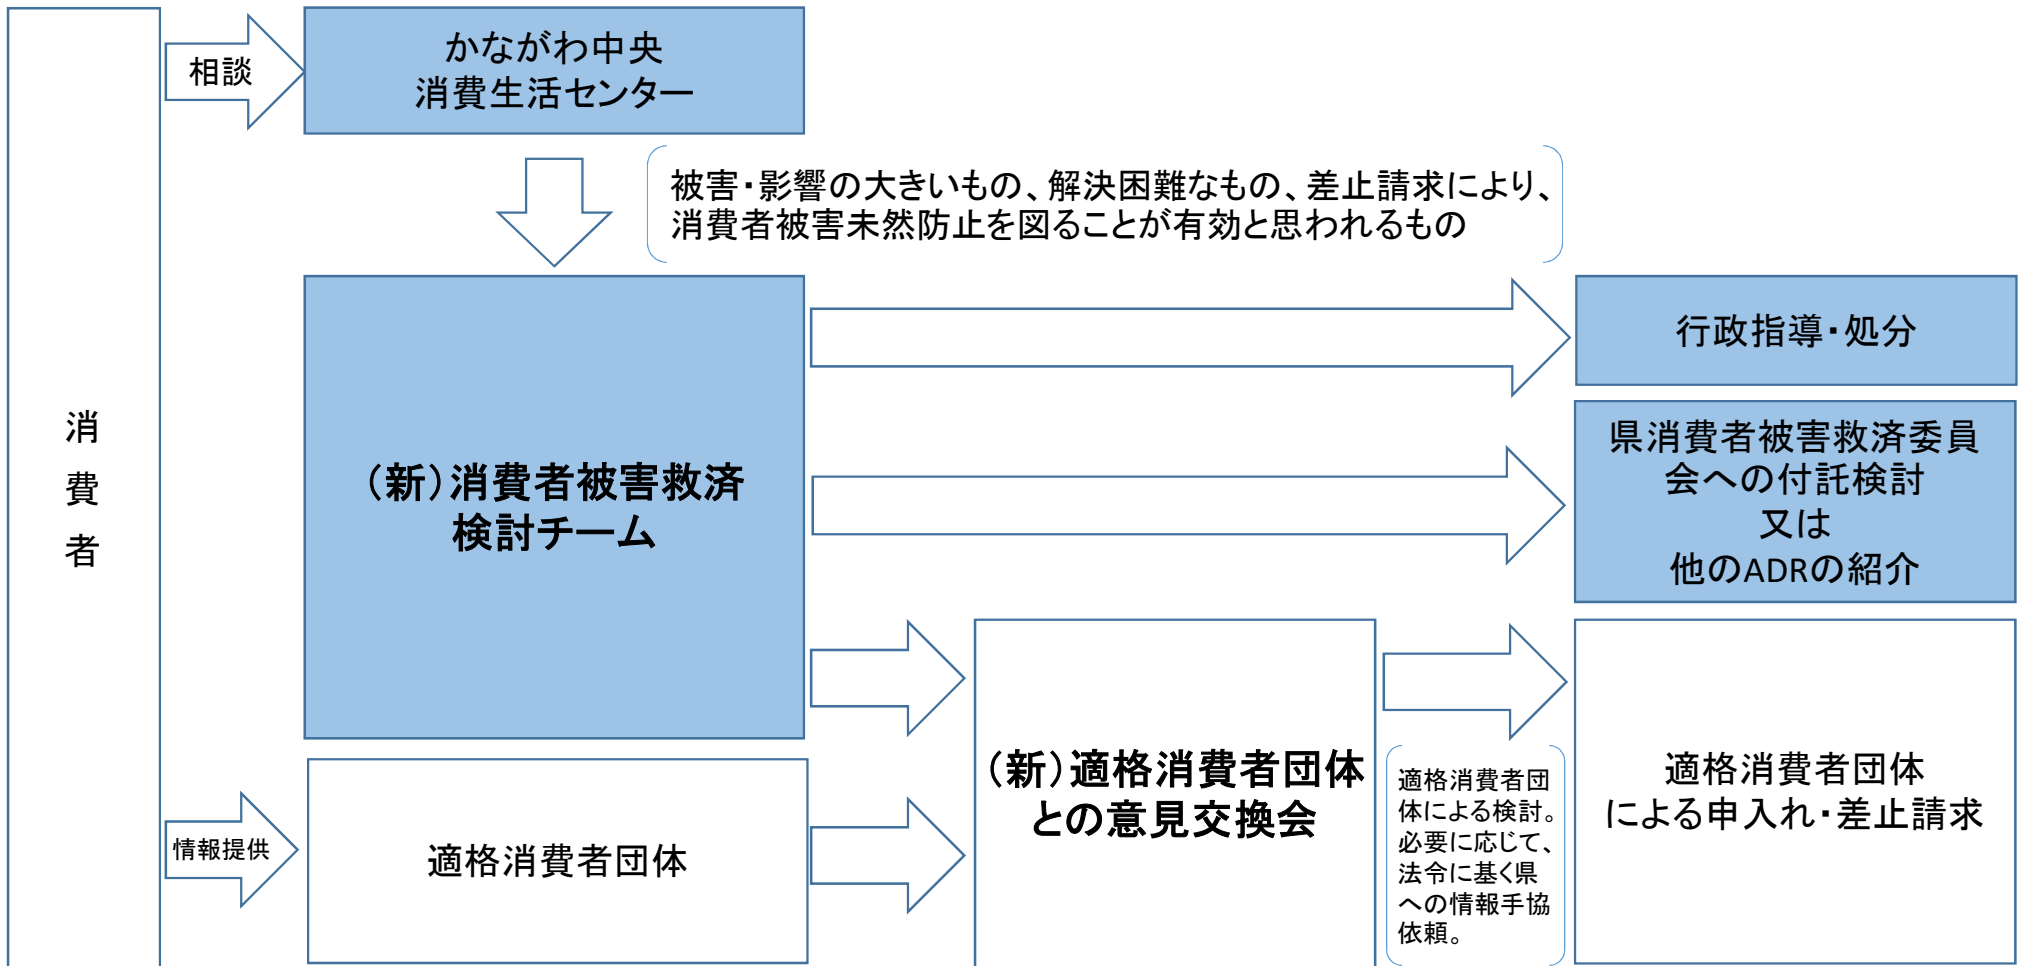 消
費
者
相談
かながわ中央
消費生活センター
被害・影響の大きいもの、解決困難なもの、差止請求により、
消費者被害未然防止を図ることが有効と思われるもの
（新）消費者被害救済
検討チーム
行政指導・処分
県消費者被害救済委員
会への付託検討
又は
他のADRの紹介
情報提供
適格消費者団体
（新）適格消費者団体
との意見交換会
適格消費者団
体による検討。
必要に応じて、
法令に基く県
への情報手協
依頼。
適格消費者団体
による申入れ・差止請求